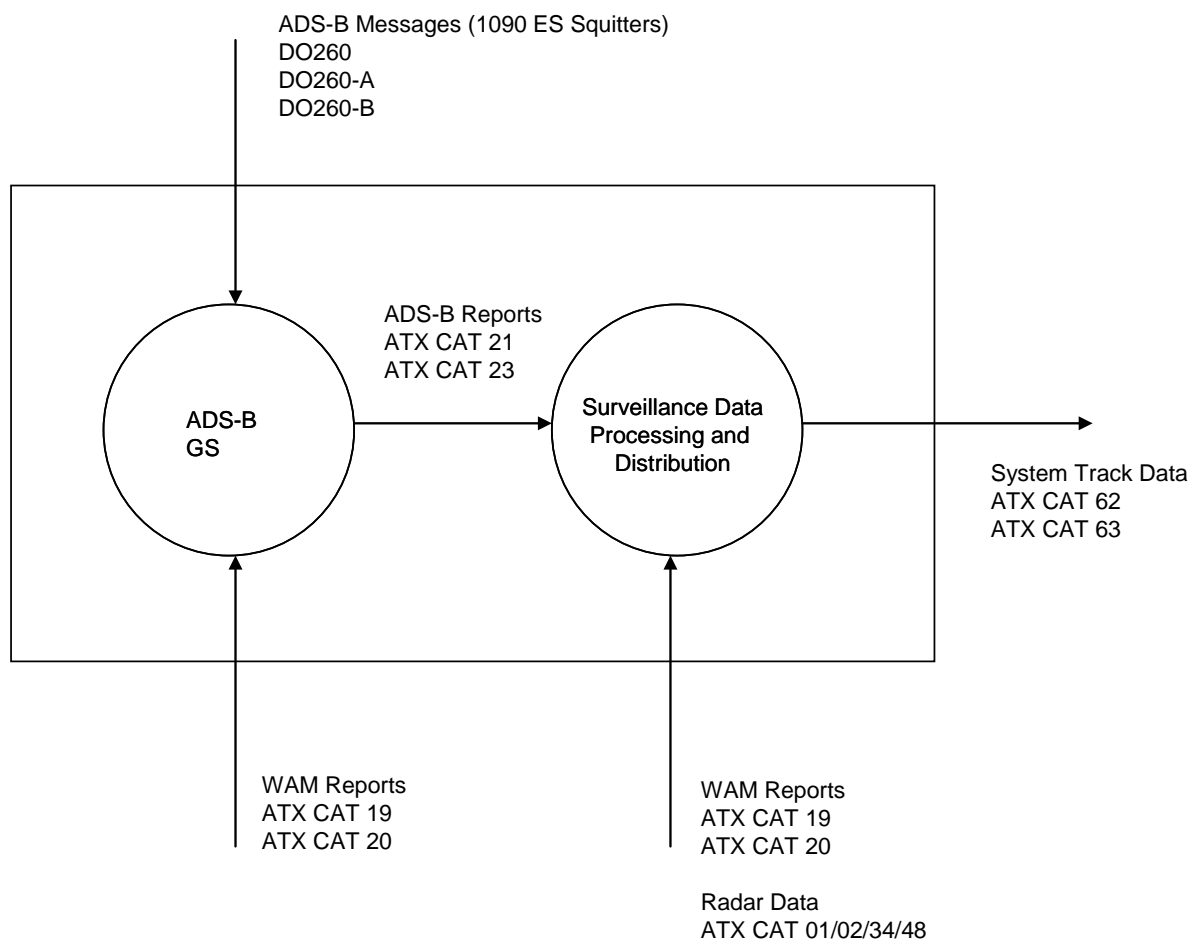 ADS-B Messages (1090 ES Squitters)
DO260
DO260-A
DO260-B
ADS-B Reports
ATX CAT 21
ATX CAT 23
ADS-B
GS
Surveillance Data
Processing and
Distribution
System Track Data
ATX CAT 62
ATX CAT 63
WAM Reports
ATX CAT 19
ATX CAT 20
WAM Reports
ATX CAT 19
ATX CAT 20
Radar Data
ATX CAT 01/02/34/48